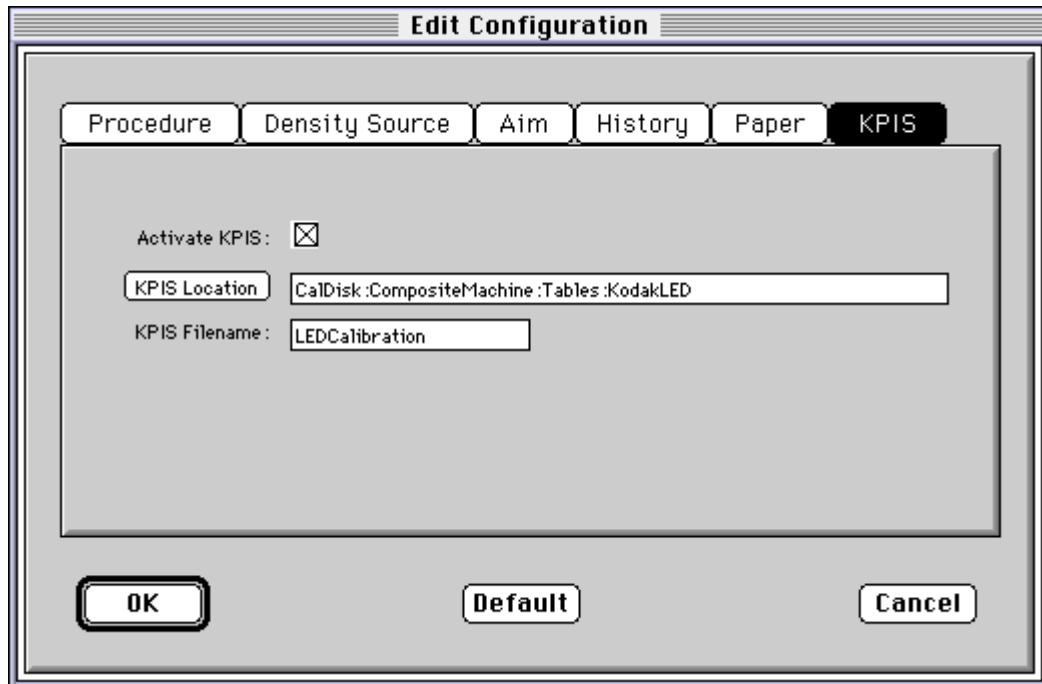 Edit Configuration
Procedure Density Source Aim History Paper KPIS
Activate KPIS:
KPIS Location CalDisk:CompositeMachine:Tables:KodakLED
KPIS Filename: LEDCalibration
OK Default Cancel